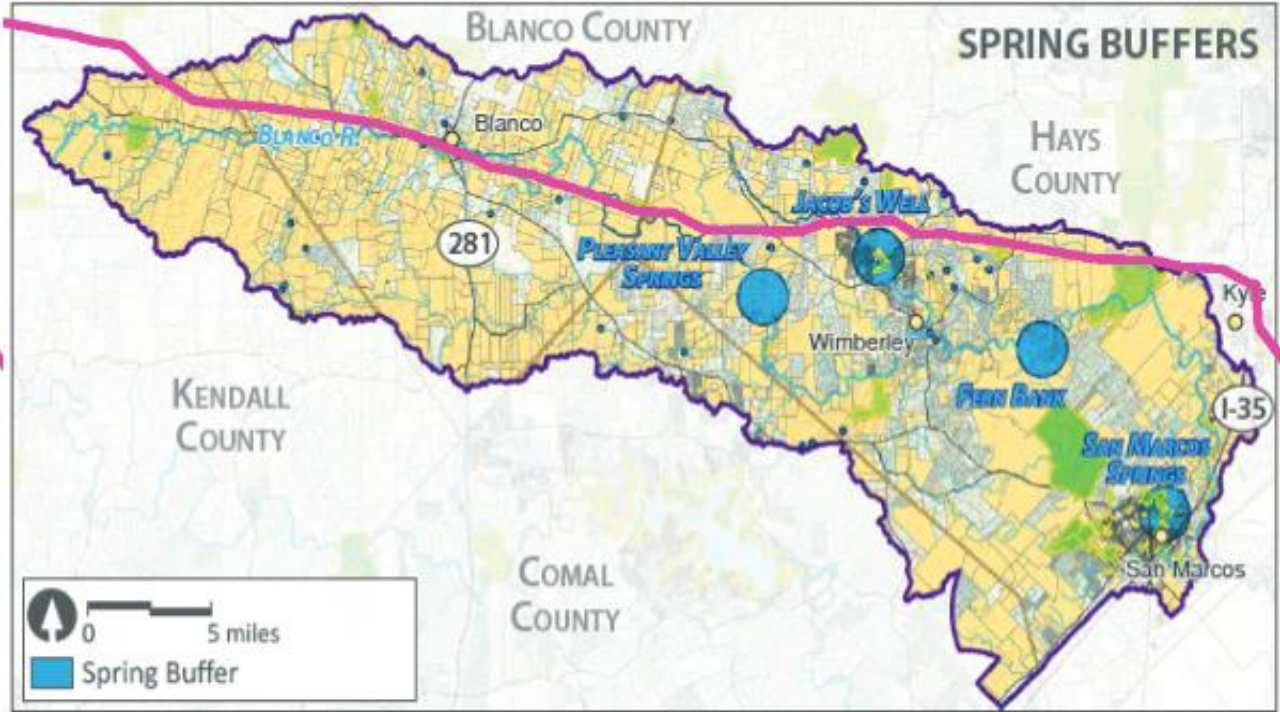 BLANCO COUNTY
SPRING BUFFERS
HAYS
COUNTY
BLANCO R.
Blanco
JACOB'S WELL
281
PLEASANT VALLEY
SPRINGS
Kyle
Wimberley
FERN BANK
KENDALL
COUNTY
I-35
SAN MARCOS
SPRINGS
San Marcos
COMAL
COUNTY
0 5 miles
Spring Buffer